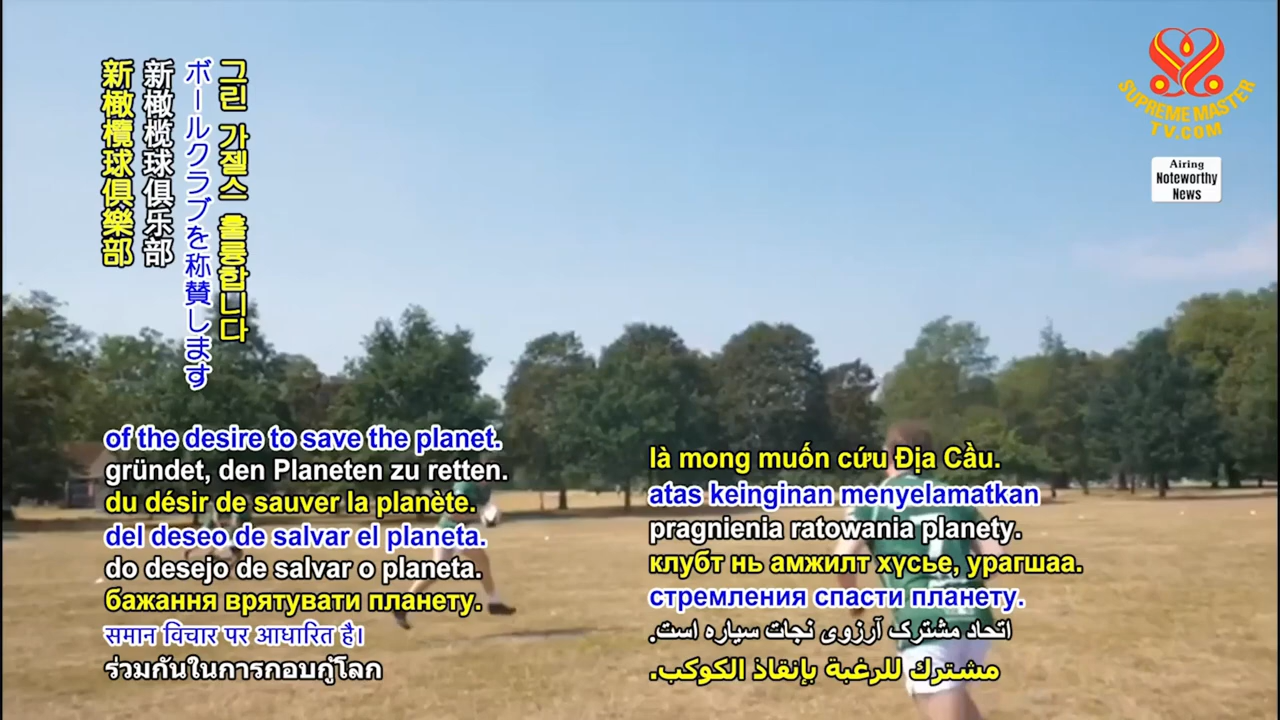 新橄欖球俱樂部
新橄榄球俱乐部
ボールクラブを称賛します
그린 가젤스 훌륭합니다
SUPREME MASTER
TV.COM
Airing
Noteworthy
News
of the desire to save the planet.
gründet, den Planeten zu retten.
du désir de sauver la planète.
del deseo de salvar el planeta.
do desejo de salvar o planeta.
бажання врятувати планету.
समान विचार पर आधारित है।
ร่วมกันในการกอบกู้โลก
là mong muốn cứu Địa Cầu.
atas keinginan menyelamatkan
pragnienia ratowania planety.
клубт нь амжилт хүсье, урагшаа.
стремления спасти планету.
اتحاد مشترک آرزوی نجات سیاره است.
مشترك للرغبة بإنقاذ الكوكب.